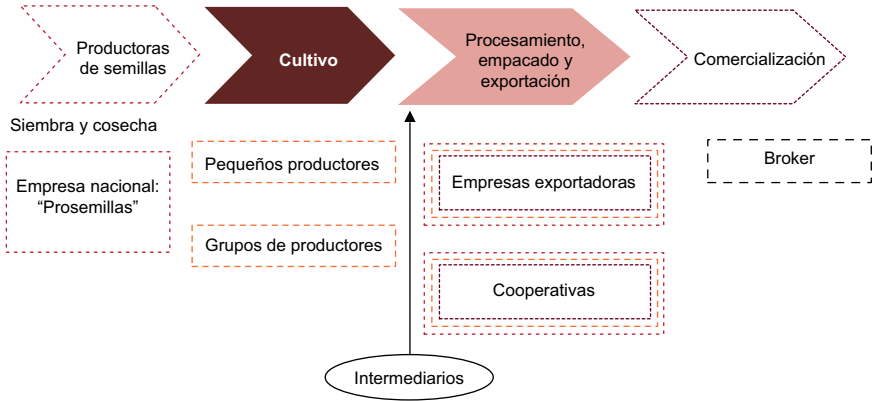 Productoras
de semillas
Cultivo
Procesamiento,
empacado y
exportación
Comercialización
Siembra y cosecha
Empresa nacional:
“Prosemillas”
Pequeños productores
Grupos de productores
Empresas exportadoras
Cooperativas
Broker
Intermediarios